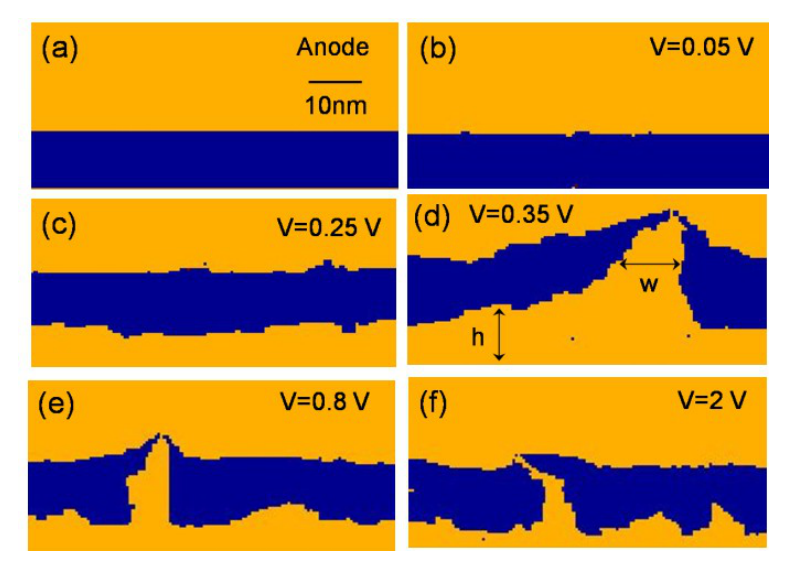 (a)
Anode
10nm
(b)
V=0.05 V
(c)
V=0.25 V
(d)
V=0.35 V
w
h
(e)
V=0.8 V
(f)
V=2 V